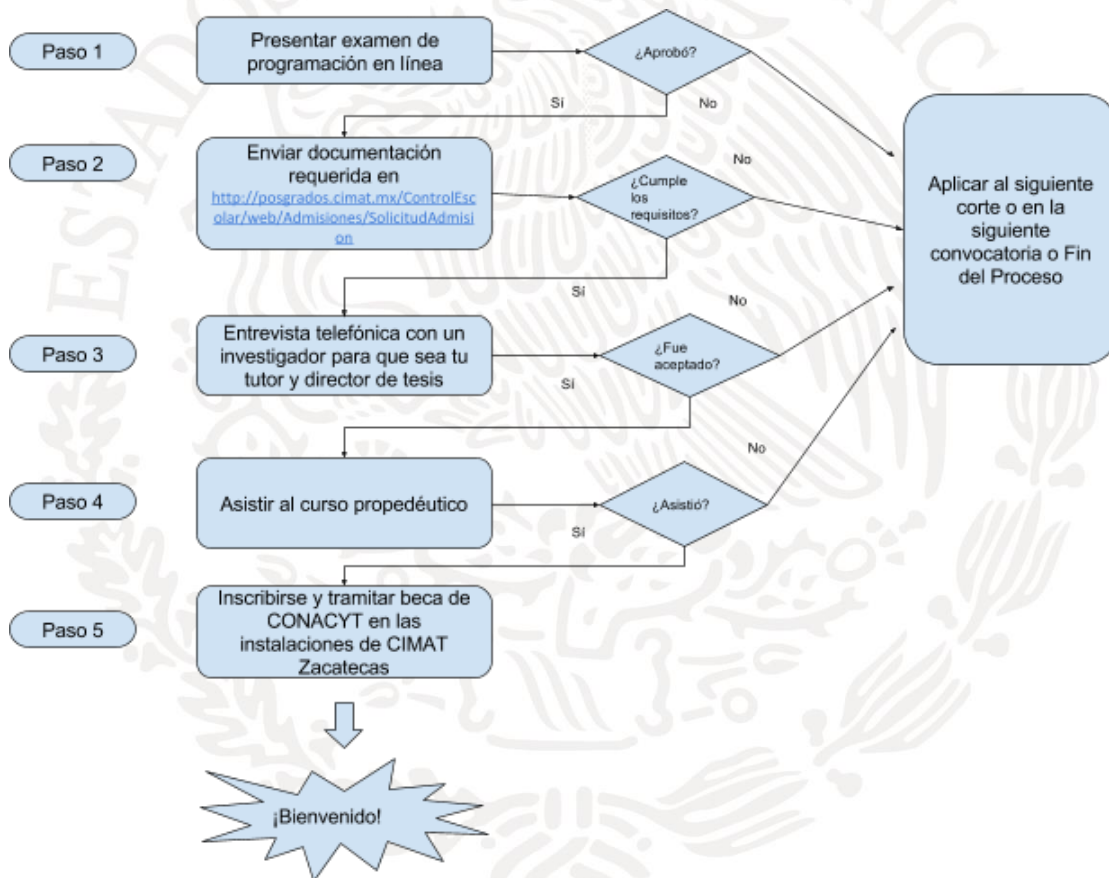 Paso 1
Presentar examen de
programación en línea
¿Aprobó?
Sí
No
Paso 2
Enviar documentación
requerida en
http://posgrados.cimat.mx/ControlEsc
olar/web/Admisiones/SolicitudAdmisi
on
¿Cumple
los
requisitos?
No
Aplicar al siguiente
corte o en la
siguiente
convocatoria o Fin
del Proceso
Sí
Paso 3
Entrevista telefónica con un
investigador para que sea tu
tutor y director de tesis
¿Fue
aceptado?
No
Sí
Paso 4
Asistir al curso propedéutico
¿Asistió?
No
Sí
Paso 5
Inscribirse y tramitar beca de
CONACYT en las
instalaciones de CIMAT
Zacatecas
¡Bienvenido!
ESTADO
RIC